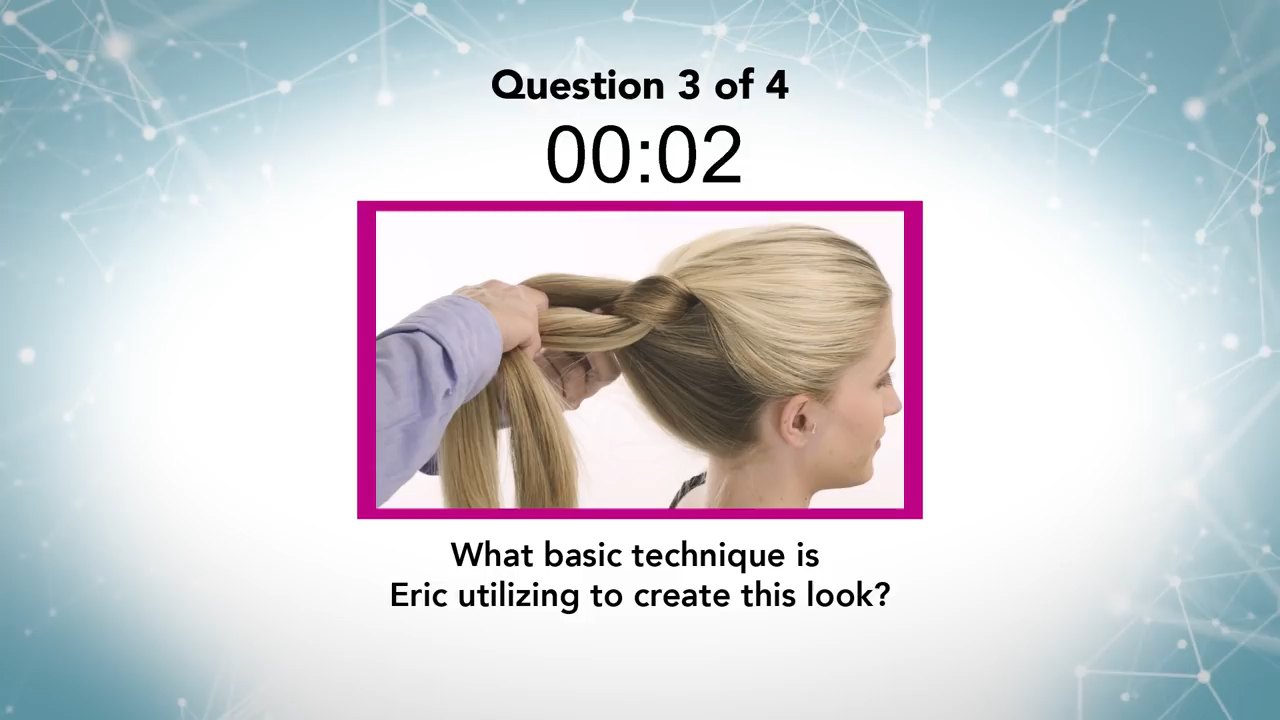 Question 3 of 4
00:02
What basic technique is
Eric utilizing to create this look?